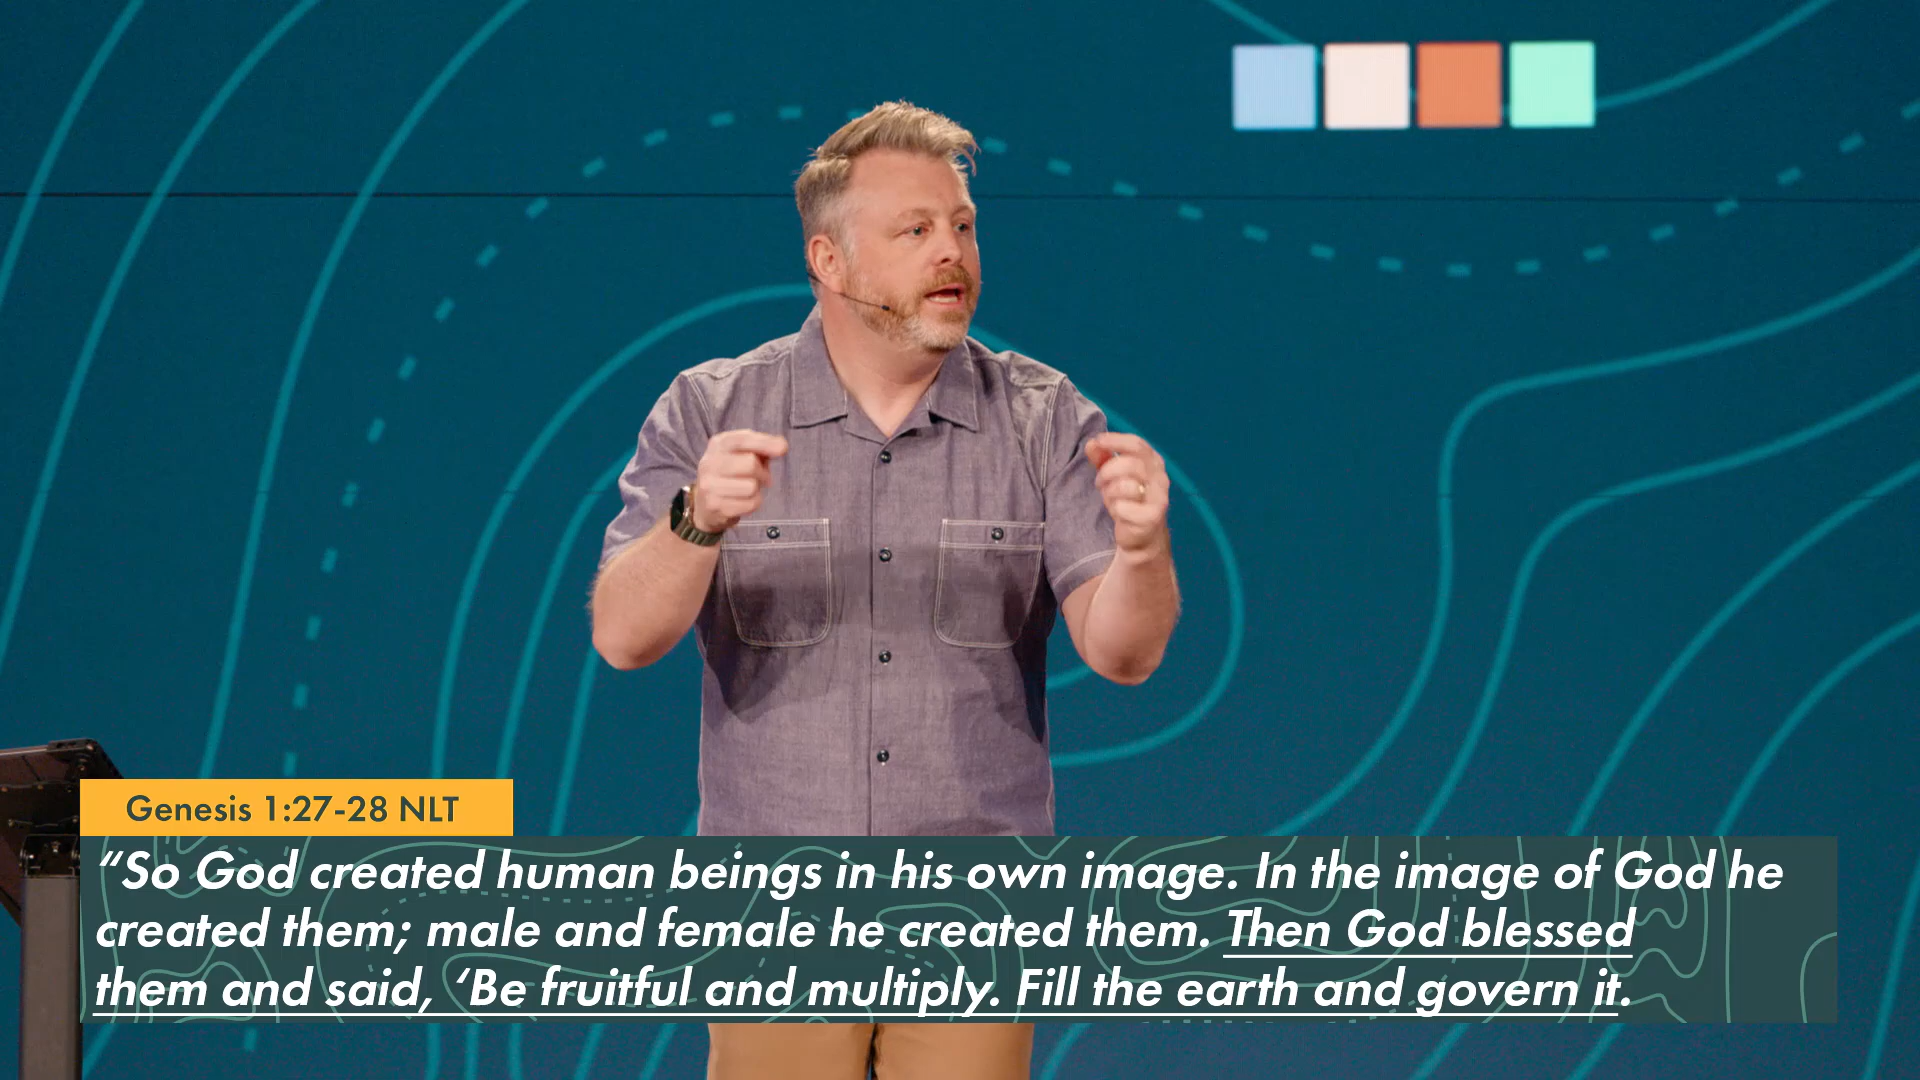 Genesis 1:27-28 NLT
“So God created human beings in his own image. In the image of God he
created them; male and female he created them. Then God blessed
them and said, ‘Be fruitful and multiply. Fill the earth and govern it.